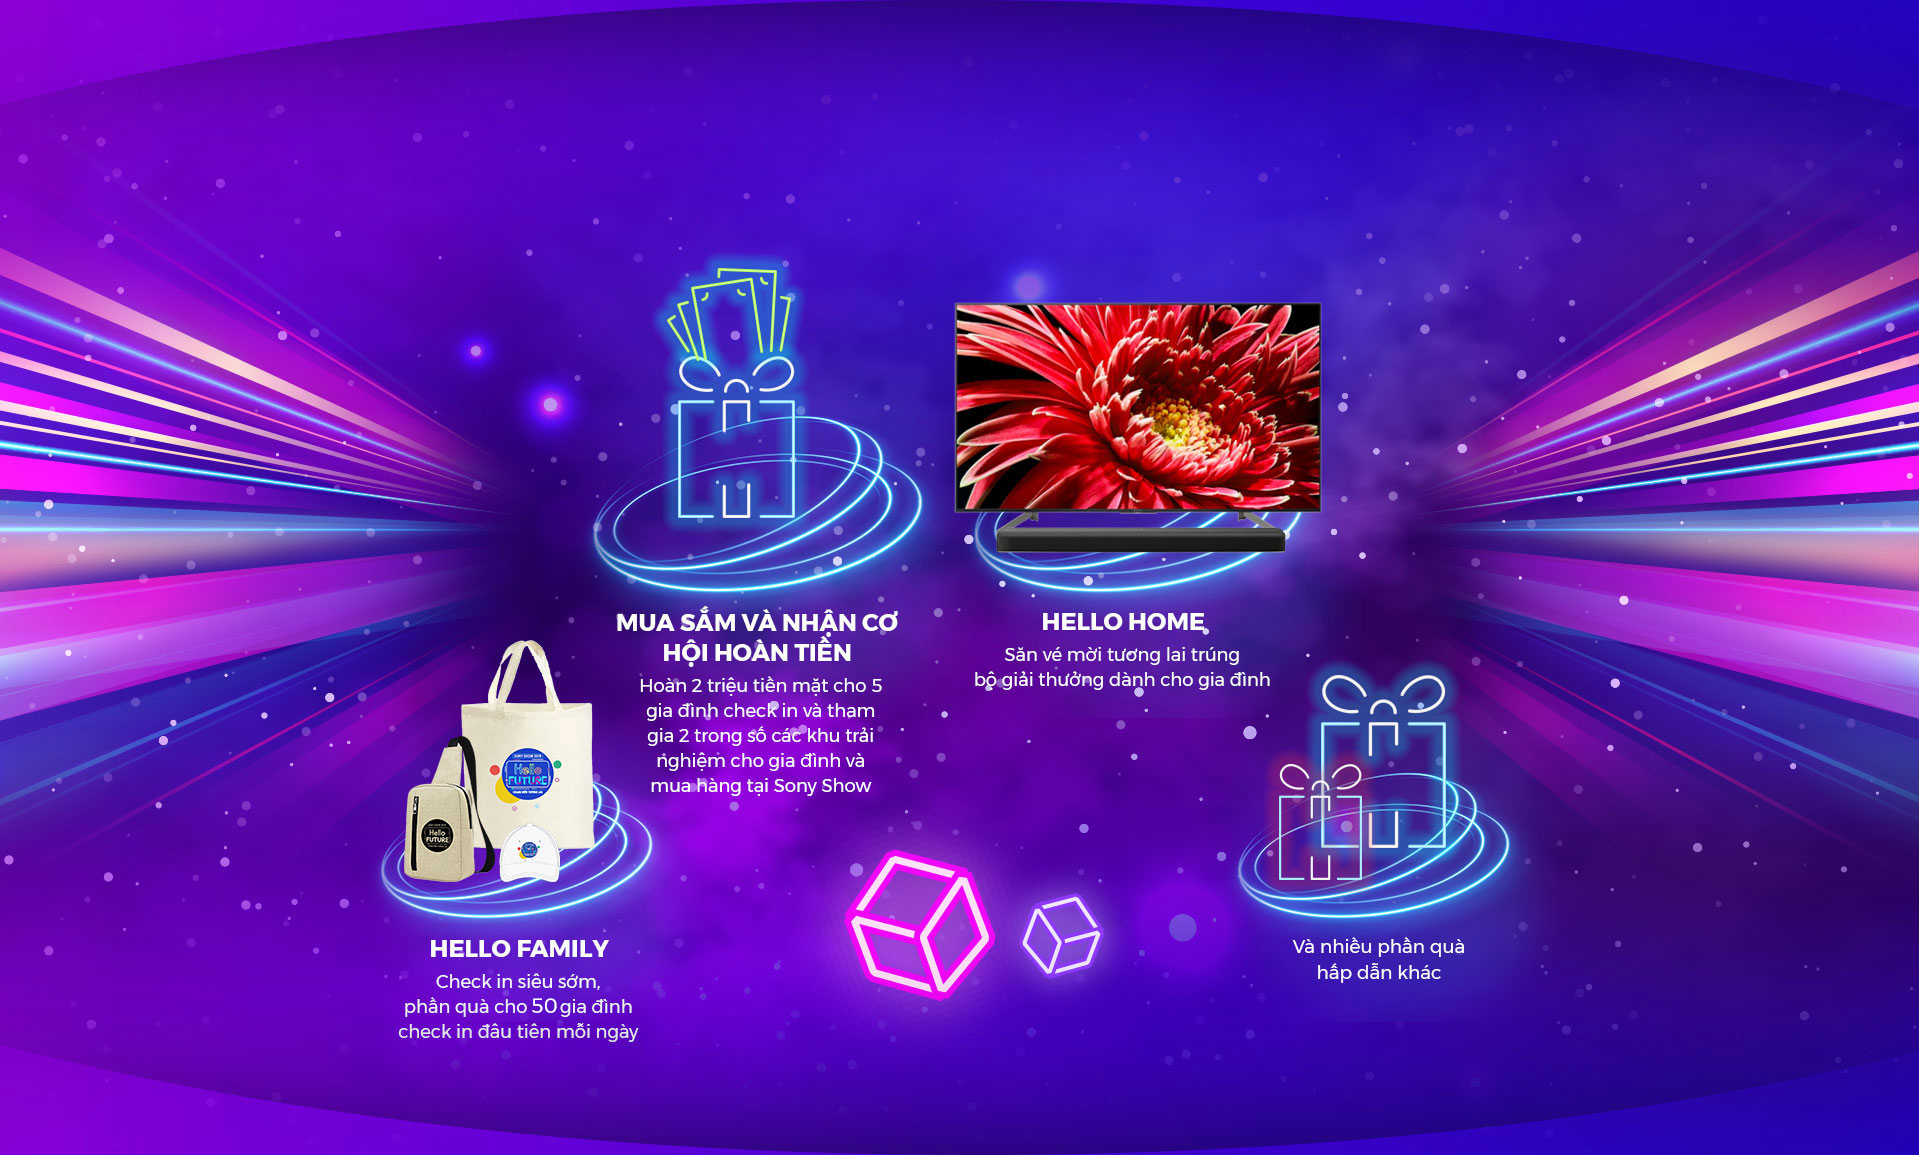 MUA SẮM VÀ NHẬN CƠ
HỘI HOÀN TIỀN
Hoàn 2 triệu tiền mặt cho 5
gia đình check in và tham
gia 2 trong số các khu trải
nghiệm cho gia đình và
mua hàng tại Sony Show
HELLO HOME
Săn vé mời tương lai trúng
bộ giải thưởng dành cho gia đình
Hello
FUTURE
Hello
FUTURE
HELLO FAMILY
Check in siêu sớm,
phần quà cho 50 gia đình
check in đầu tiên mỗi ngày
Và nhiều phần quà
hấp dẫn khác